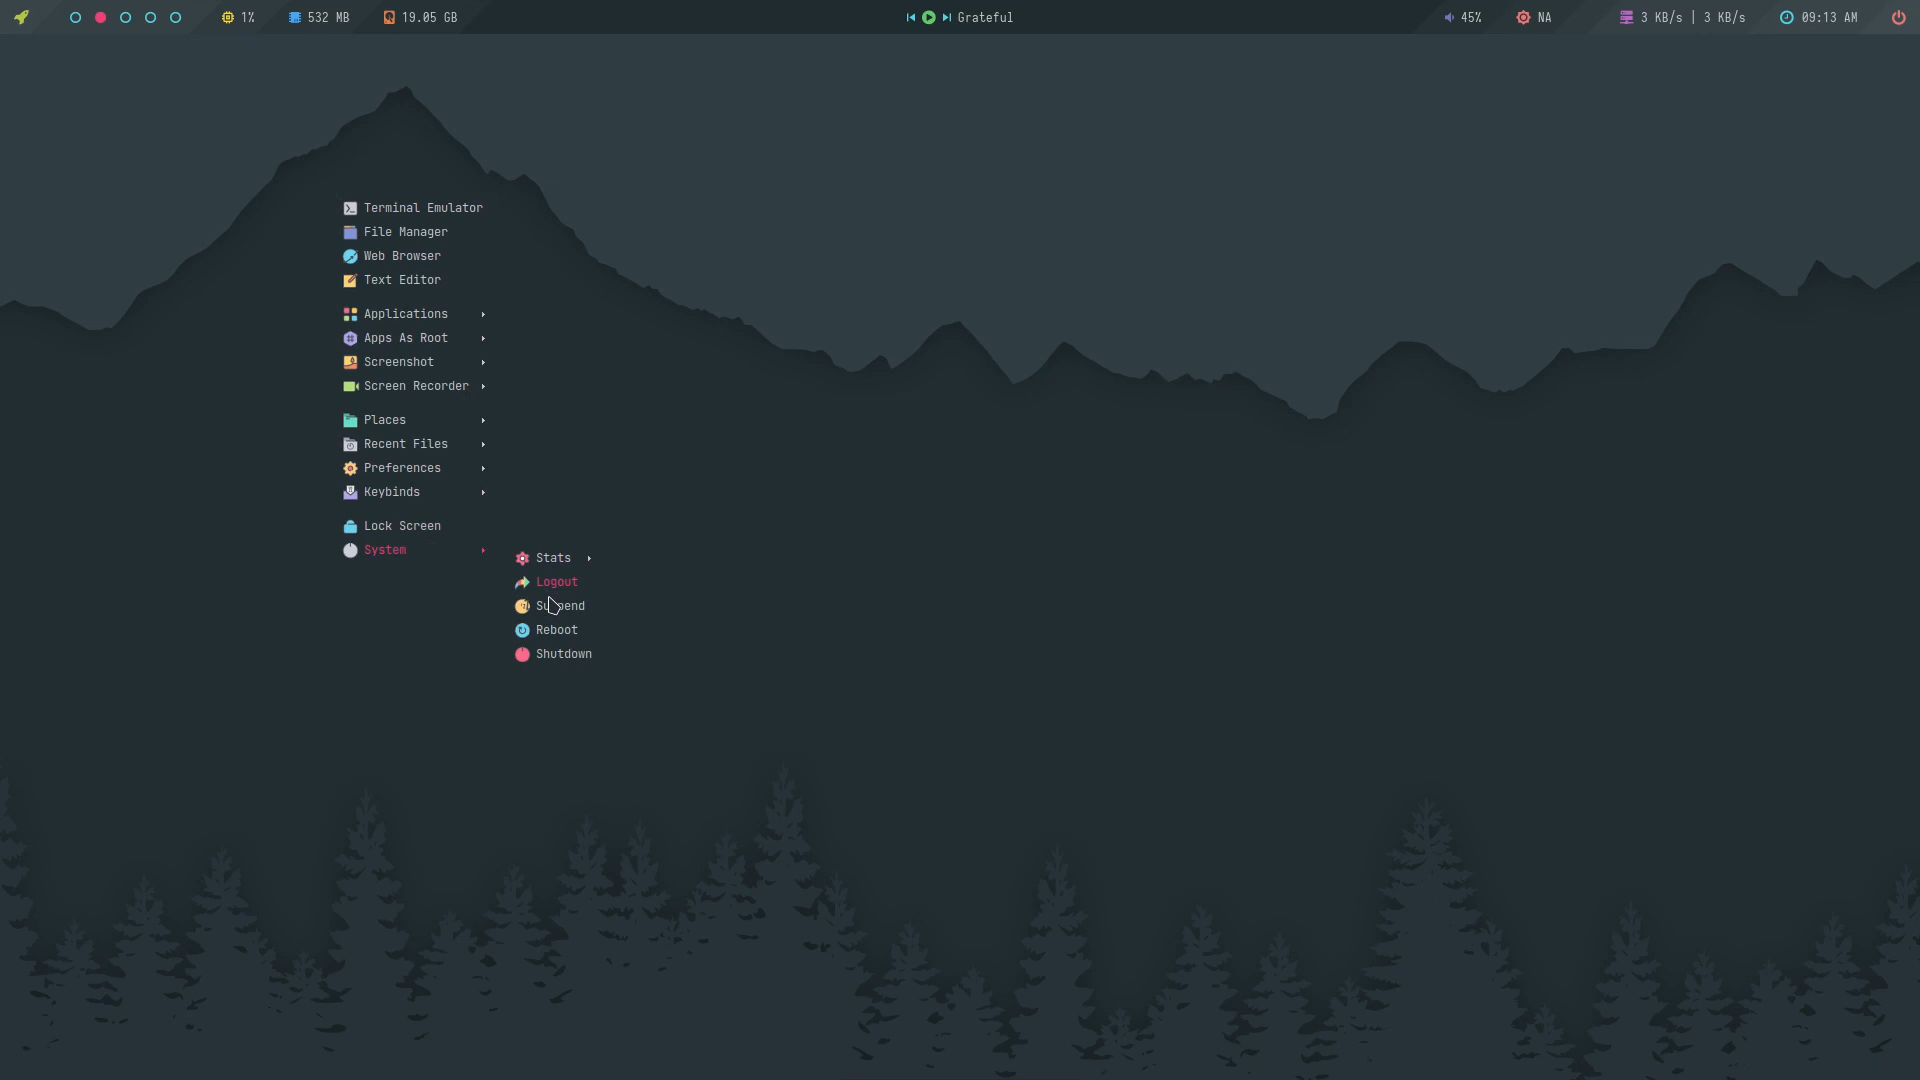 1% 532 MB 19.05 GB Grateful 45% NA 3 KB/s | 3 KB/s 09:13 AM
Terminal Emulator
File Manager
Web Browser
Text Editor
Applications
Apps As Root
Screenshot
Screen Recorder
Places
Recent Files
Preferences
Keybinds
Lock Screen
System
Stats
Logout
Reboot
Shutdown